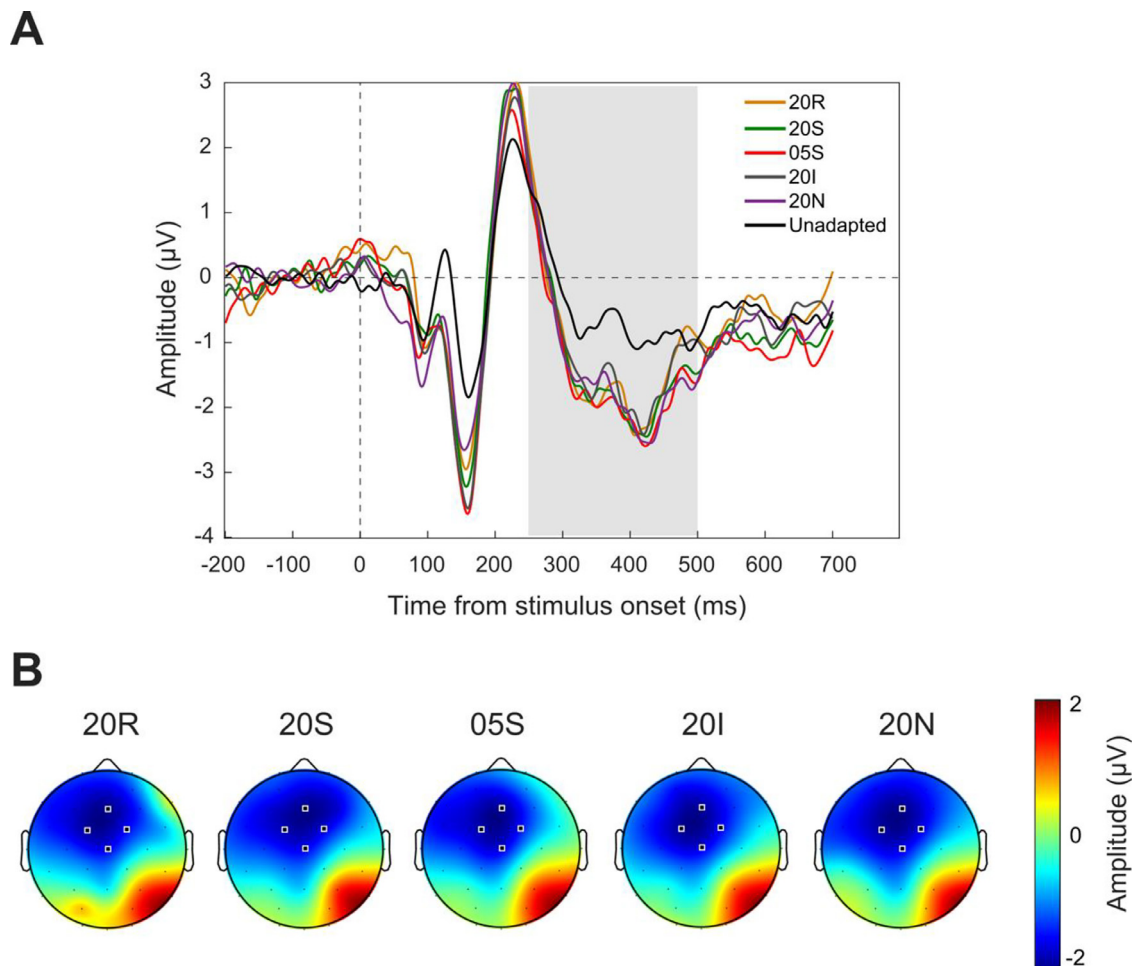 A
3
2
1
0
-1
-2
-3
-4
Amplitude (µV)
20R
20S
05S
20I
20N
Unadapted
-200 -100 0 100 200 300 400 500 600 700
Time from stimulus onset (ms)
B
20R 20S 05S 20I 20N
2
0
-2
Amplitude (µV)